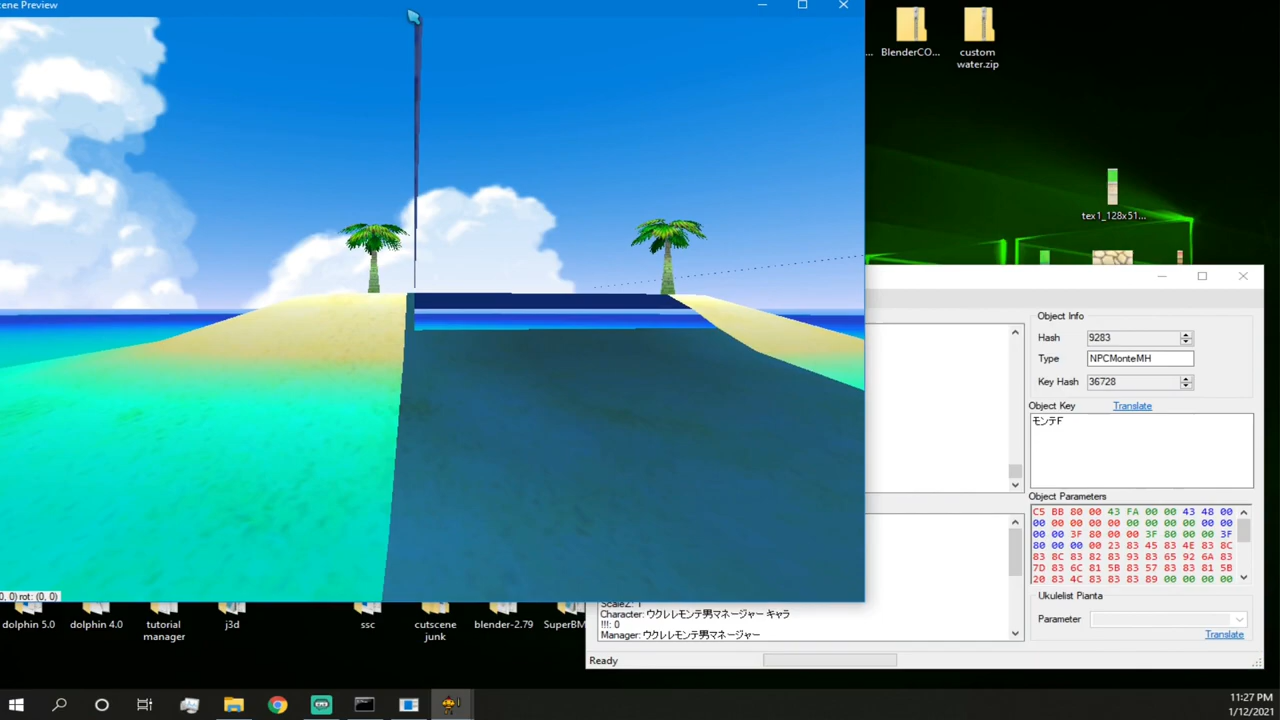 cene Preview
BlenderCO...
custom
water.zip
tex1_128x51...
Object Info
Hash
9283
Type
NPCMonteMH
Key Hash
36728
Object Key
Translate
モンテF
Object Parameters
C5 BB 80 00 43 FA 00 00 43 48 00
00 00 00 00 00 00 00 00 00 00 00
00 00 3F 80 00 00 3F 80 00 00 3F
80 00 00 00 23 83 45 83 4E 83 8C
83 8C 83 82 83 93 83 65 92 6A 83
7D 83 6C 81 5B 83 57 83 83 81 5B
20 83 4C 83 83 83 89 00 00 00 00
Ukulelist Pianta
Parameter
Translate
ScaleZ: 1
Character: ウクレレモンテ男マネージャー キャラ
!!!: 0
Manager: ウクレレモンテ男マネージャー
Ready
0, 0) rot: (0, 0)
dolphin 5.0
dolphin 4.0
tutorial
manager
j3d
ssc
cutscene
junk
blender-2.79
SuperBM
11:27 PM
1/12/2021